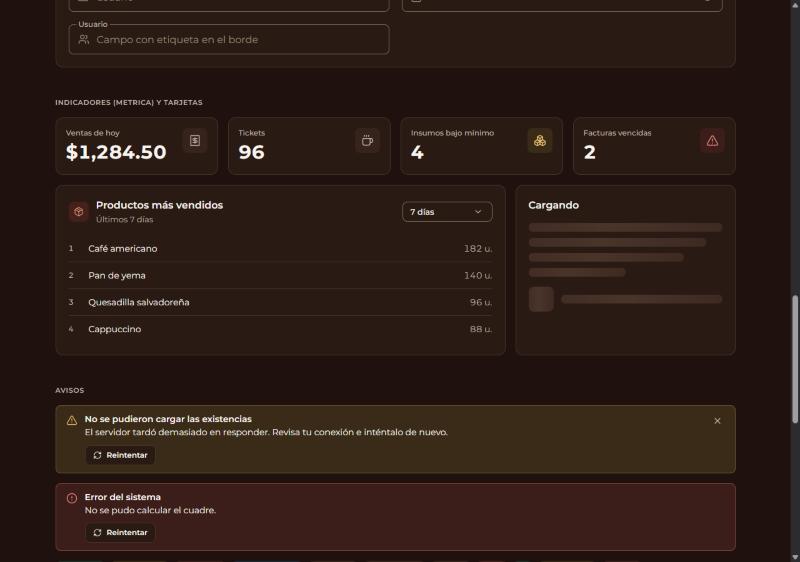 Usuario
Campo con etiqueta en el borde
INDICADORES (METRICA) Y TARJETAS
Ventas de hoy
$1,284.50
Tickets
96
Insumos bajo mínimo
4
Facturas vencidas
2
Productos más vendidos
Últimos 7 días
7 días
1 Café americano 182 u.
2 Pan de yema 140 u.
3 Quesadilla salvadoreña 96 u.
4 Cappuccino 88 u.
Cargando
AVISOS
No se pudieron cargar las existencias
El servidor tardó demasiado en responder. Revisa tu conexión e inténtalo de nuevo.
Reintentar
Error del sistema
No se pudo calcular el cuadre.
Reintentar